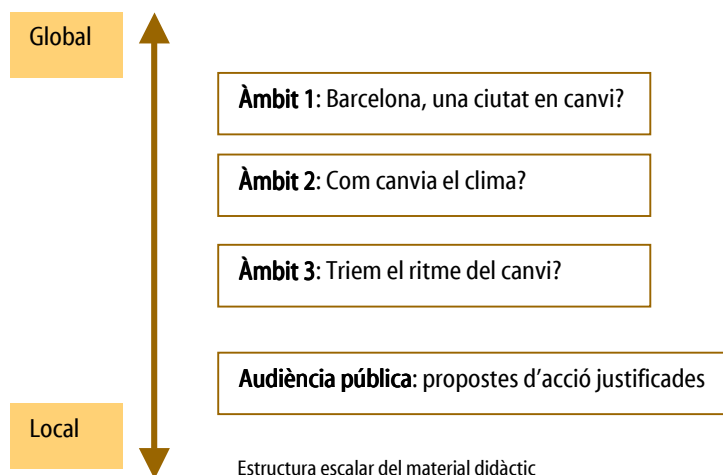 Global
Àmbit 1: Barcelona, una ciutat en canvi?
Àmbit 2: Com canvia el clima?
Àmbit 3: Triem el ritme del canvi?
Audiència pública: propostes d’acció justificades
Local
Estructura escalar del material didàctic